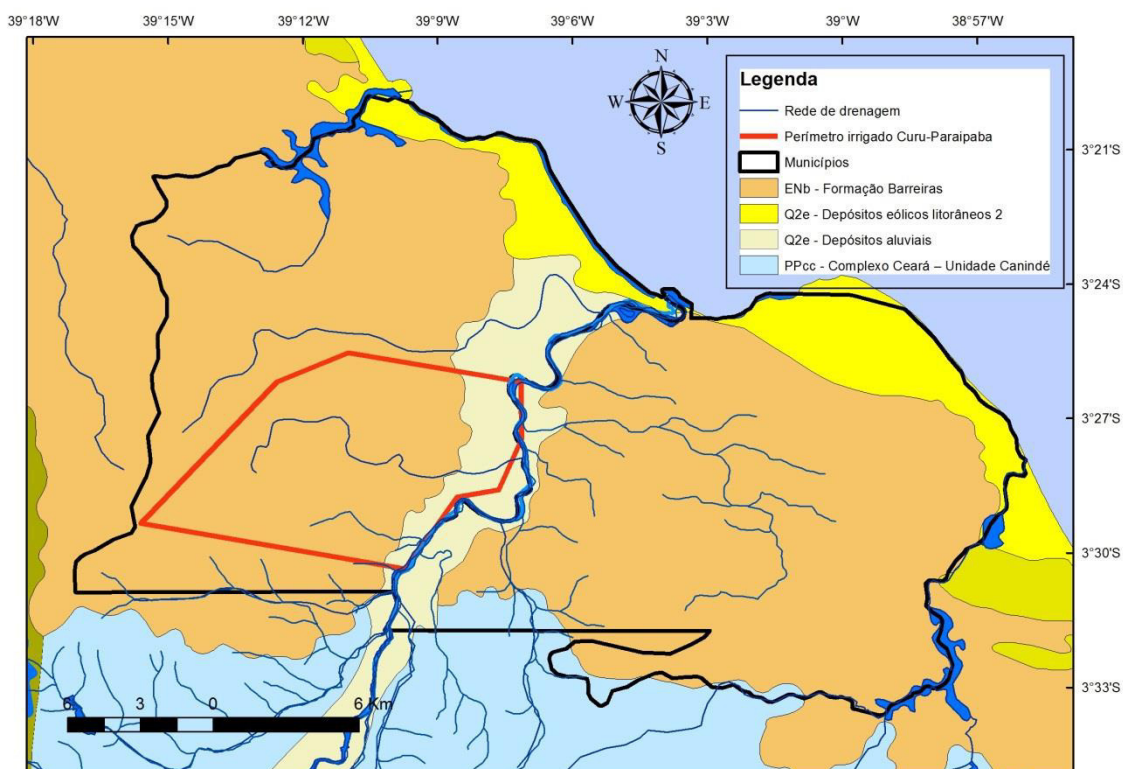 39°18'W 39°15'W 39°12'W 39°9'W 39°6'W 39°3'W 39°0'W 38°57'W
N
W E
S
Legenda
Rede de drenagem
Perímetro irrigado Curu-Paraipaba
Municípios
ENb - Formação Barreiras
Q2e - Depósitos eólicos litorâneos 2
Q2e - Depósitos aluviais
PPcc - Complexo Ceará – Unidade Canindé
3°21'S
3°24'S
3°27'S
3°30'S
3°33'S
6 3 0 6 Km